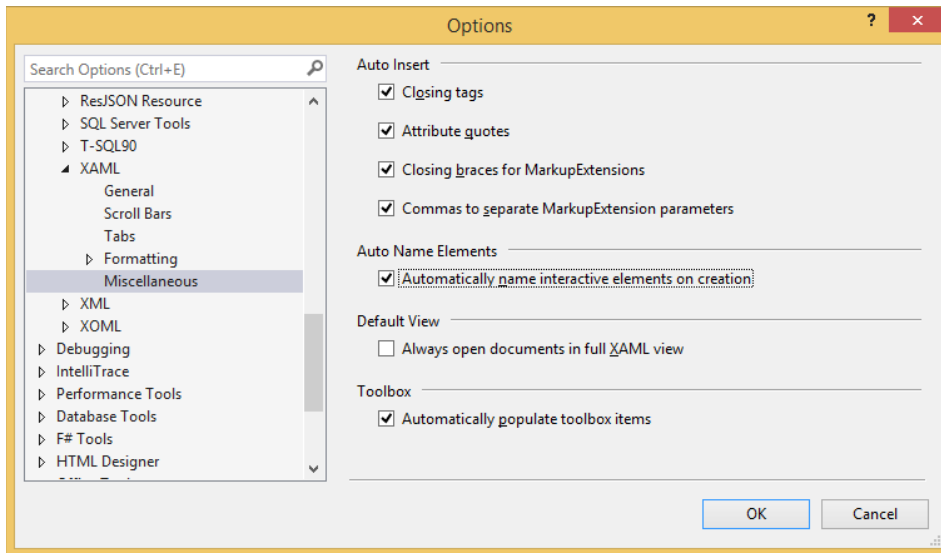 Options
?
Search Options (Ctrl+E)
ResJSON Resource
SQL Server Tools
T-SQL90
XAML
General
Scroll Bars
Tabs
Formatting
Miscellaneous
XML
XOML
Debugging
IntelliTrace
Performance Tools
Database Tools
F# Tools
HTML Designer
Auto Insert
Closing tags
Attribute quotes
Closing braces for MarkupExtensions
Commas to separate MarkupExtension parameters
Auto Name Elements
Automatically name interactive elements on creation
Default View
Always open documents in full XAML view
Toolbox
Automatically populate toolbox items
OK
Cancel